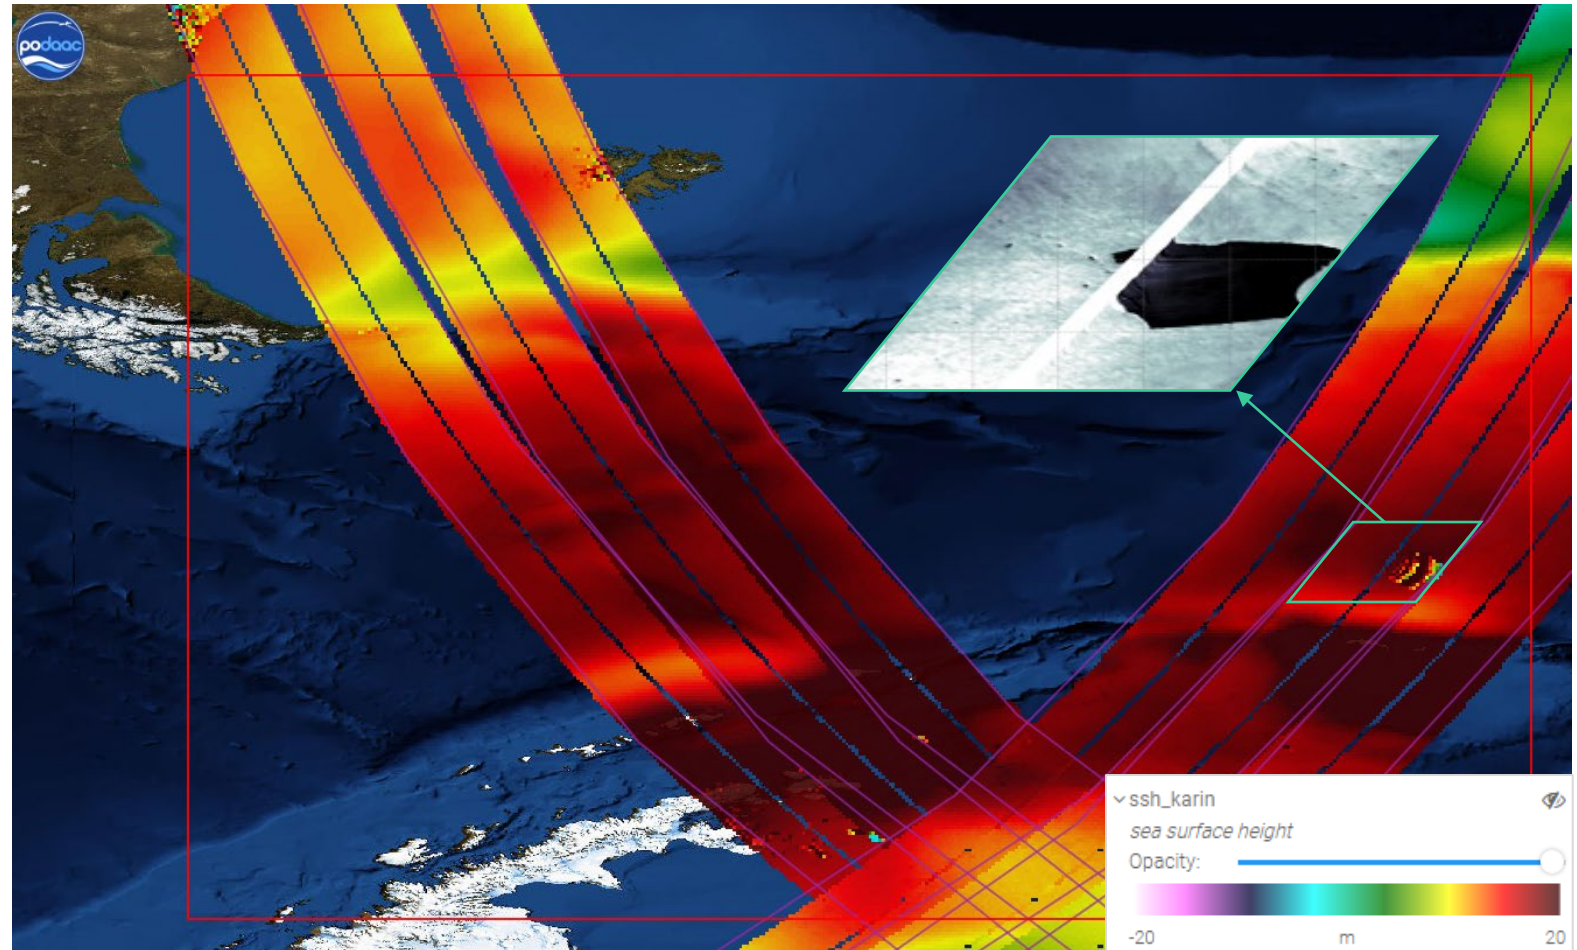 podaac
ssh_karin
sea surface height
Opacity:
-20 m 20